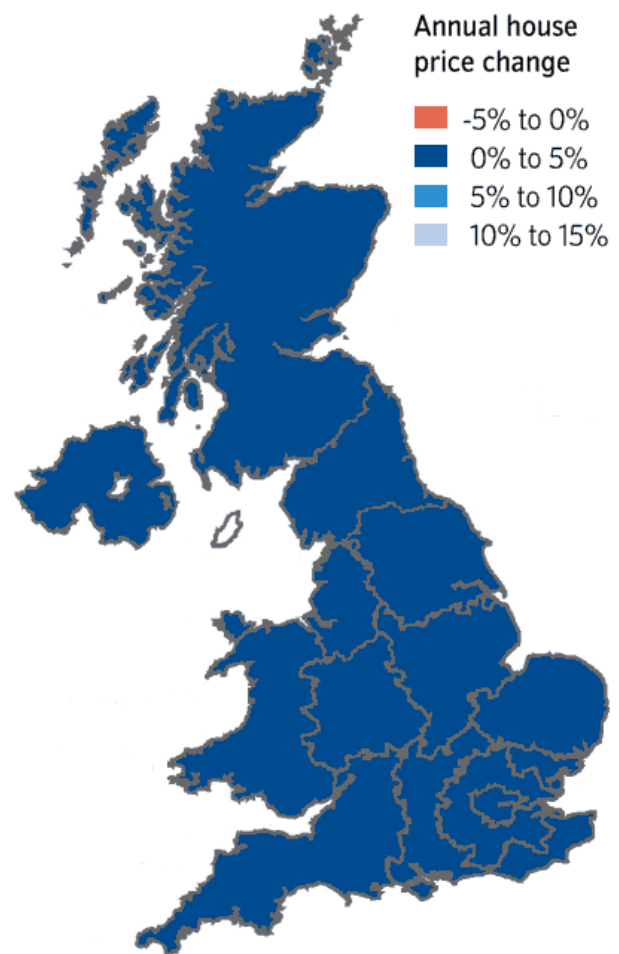 Annual house
price change
-5% to 0%
0% to 5%
5% to 10%
10% to 15%